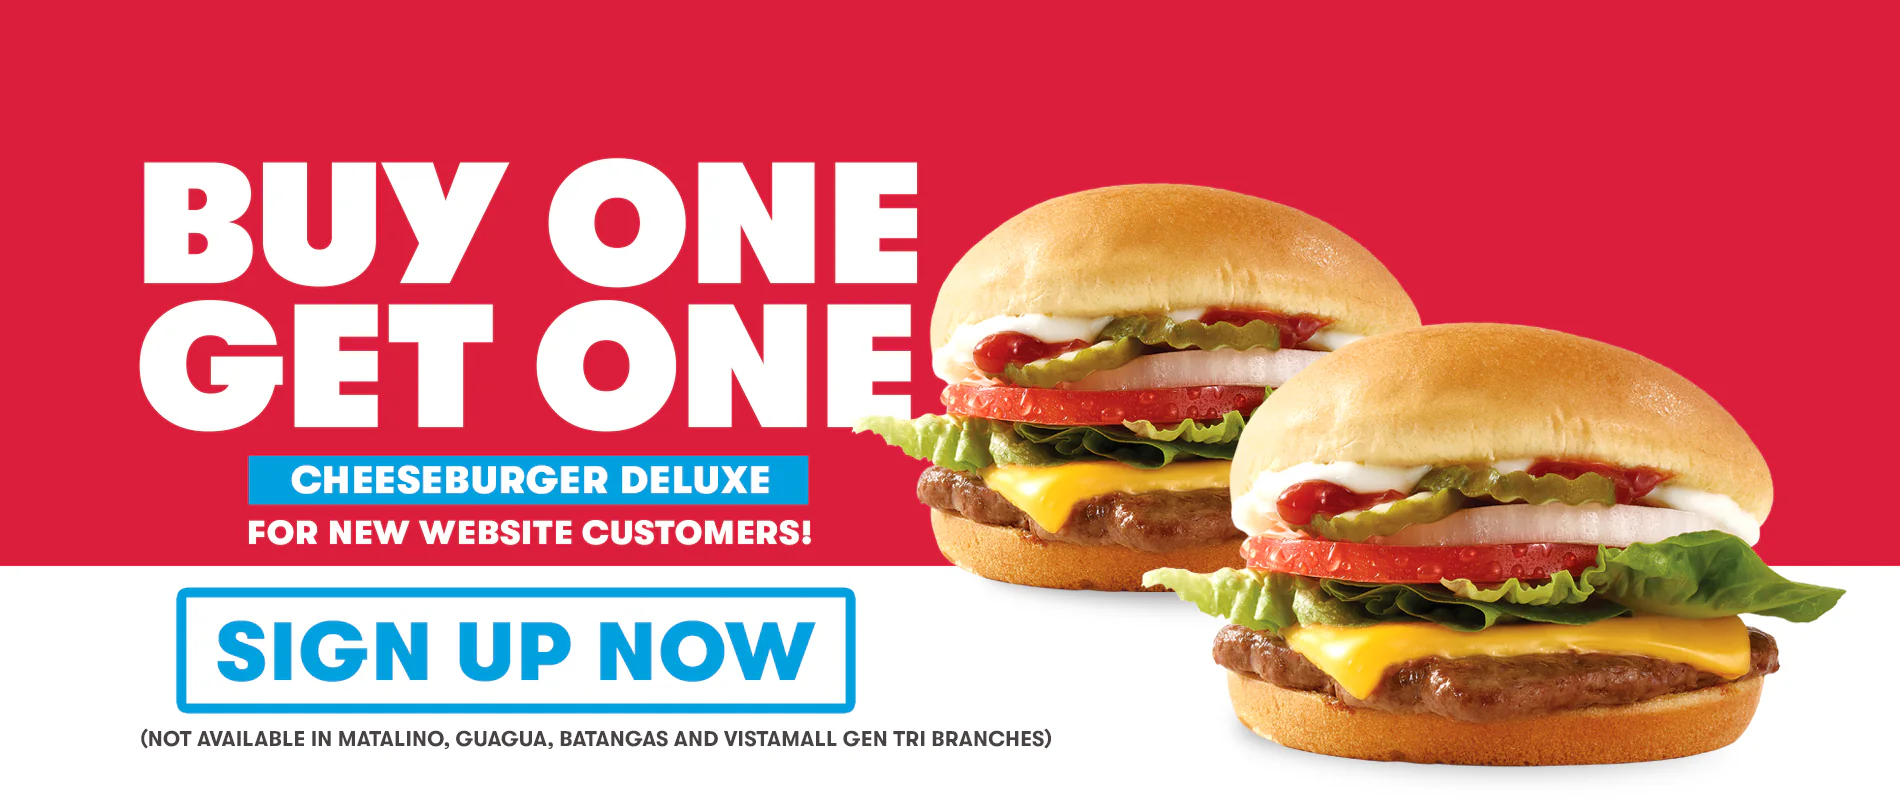 BUY ONE
GET ONE
CHEESEBURGER DELUXE
FOR NEW WEBSITE CUSTOMERS!
SIGN UP NOW
(NOT AVAILABLE IN MATALINO, GUAGUA, BATANGAS AND VISTAMALL GEN TRI BRANCHES)